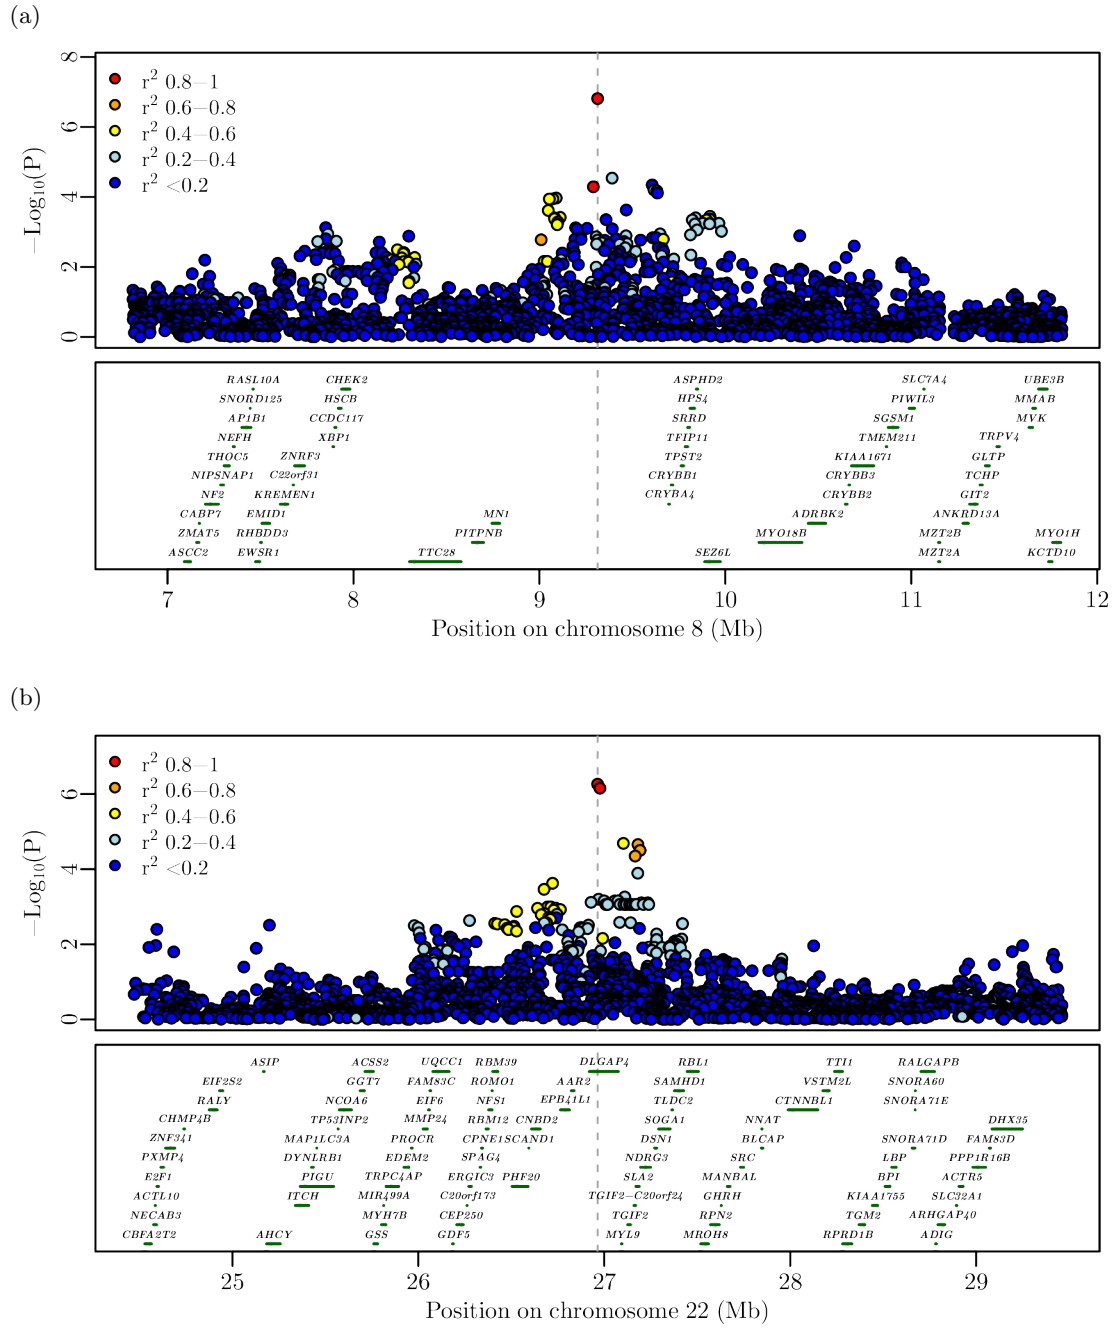 (a)
8
6
4
2
0
−Log10(P)
r2 0.8−1
r2 0.6−0.8
r2 0.4−0.6
r2 0.2−0.4
r2 <0.2
RASL10A CHEK2 ASPHD2 SLC7A4 UBE3B
SNORD125 HSCB HPS4 PIWIL3 MMAB
AP1B1 CCDC117 SRRD SGSM1 MVK
NEFH XBP1 TFIP11 TMEM211 TRPV4
THOC5 ZNRF3 TPST2 KIAA1671 GLTP
NIPSNAP1 C22orf31 CRYBB1 CRYBB3 TCHP
NF2 KREMEN1 CRYBA4 CRYBB2 GIT2
CABP7 EMID1 MN1 ADRBK2 ANKRD13A
ZMAT5 RHBDD3 PITPNB MYO18B MZT2B MYO1H
ASCC2 EWSR1 TTC28 SEZ6L MZT2A KCTD10
7 8 9 10 11 12
Position on chromosome 8 (Mb)
(b)
6
4
2
0
−Log10(P)
r2 0.8−1
r2 0.6−0.8
r2 0.4−0.6
r2 0.2−0.4
r2 <0.2
ASIP ACSS2 UQCC1 RBM39 DLGAP4 RBL1 TTI1 RALGAPB
EIF2S2 GGT7 FAM83C ROMO1 AAR2 SAMHD1 VSTM2L SNORA60
RALY NCOA6 EIF6 NFS1 EPB41L1 TLDC2 CTNNBL1 SNORA71E
CHMP4B TP53INP2 MMP24 RBM12 CNBD2 SOGA1 NNAT DHX35
ZNF341 MAP1LC3A PROCR CPNE1 SCAND1 DSN1 BLCAP SNORA71D FAM83D
PXMP4 DYNLRB1 EDEM2 SPAG4 NDRG3 SRC LBP PPP1R16B
E2F1 PIGU TRPC4AP ERGIC3 PHF20 SLA2 MANBAL BPI ACTR5
ACTL10 ITCH MIR499A C20orf173 TGIF2−C20orf24 GHRH KIAA1755 SLC32A1
NECAB3 MYH7B CEP250 TGIF2 RPN2 TGM2 ARHGAP40
CBFA2T2 AHCY GSS GDF5 MYL9 MROH8 RPRD1B ADIG
25 26 27 28 29
Position on chromosome 22 (Mb)